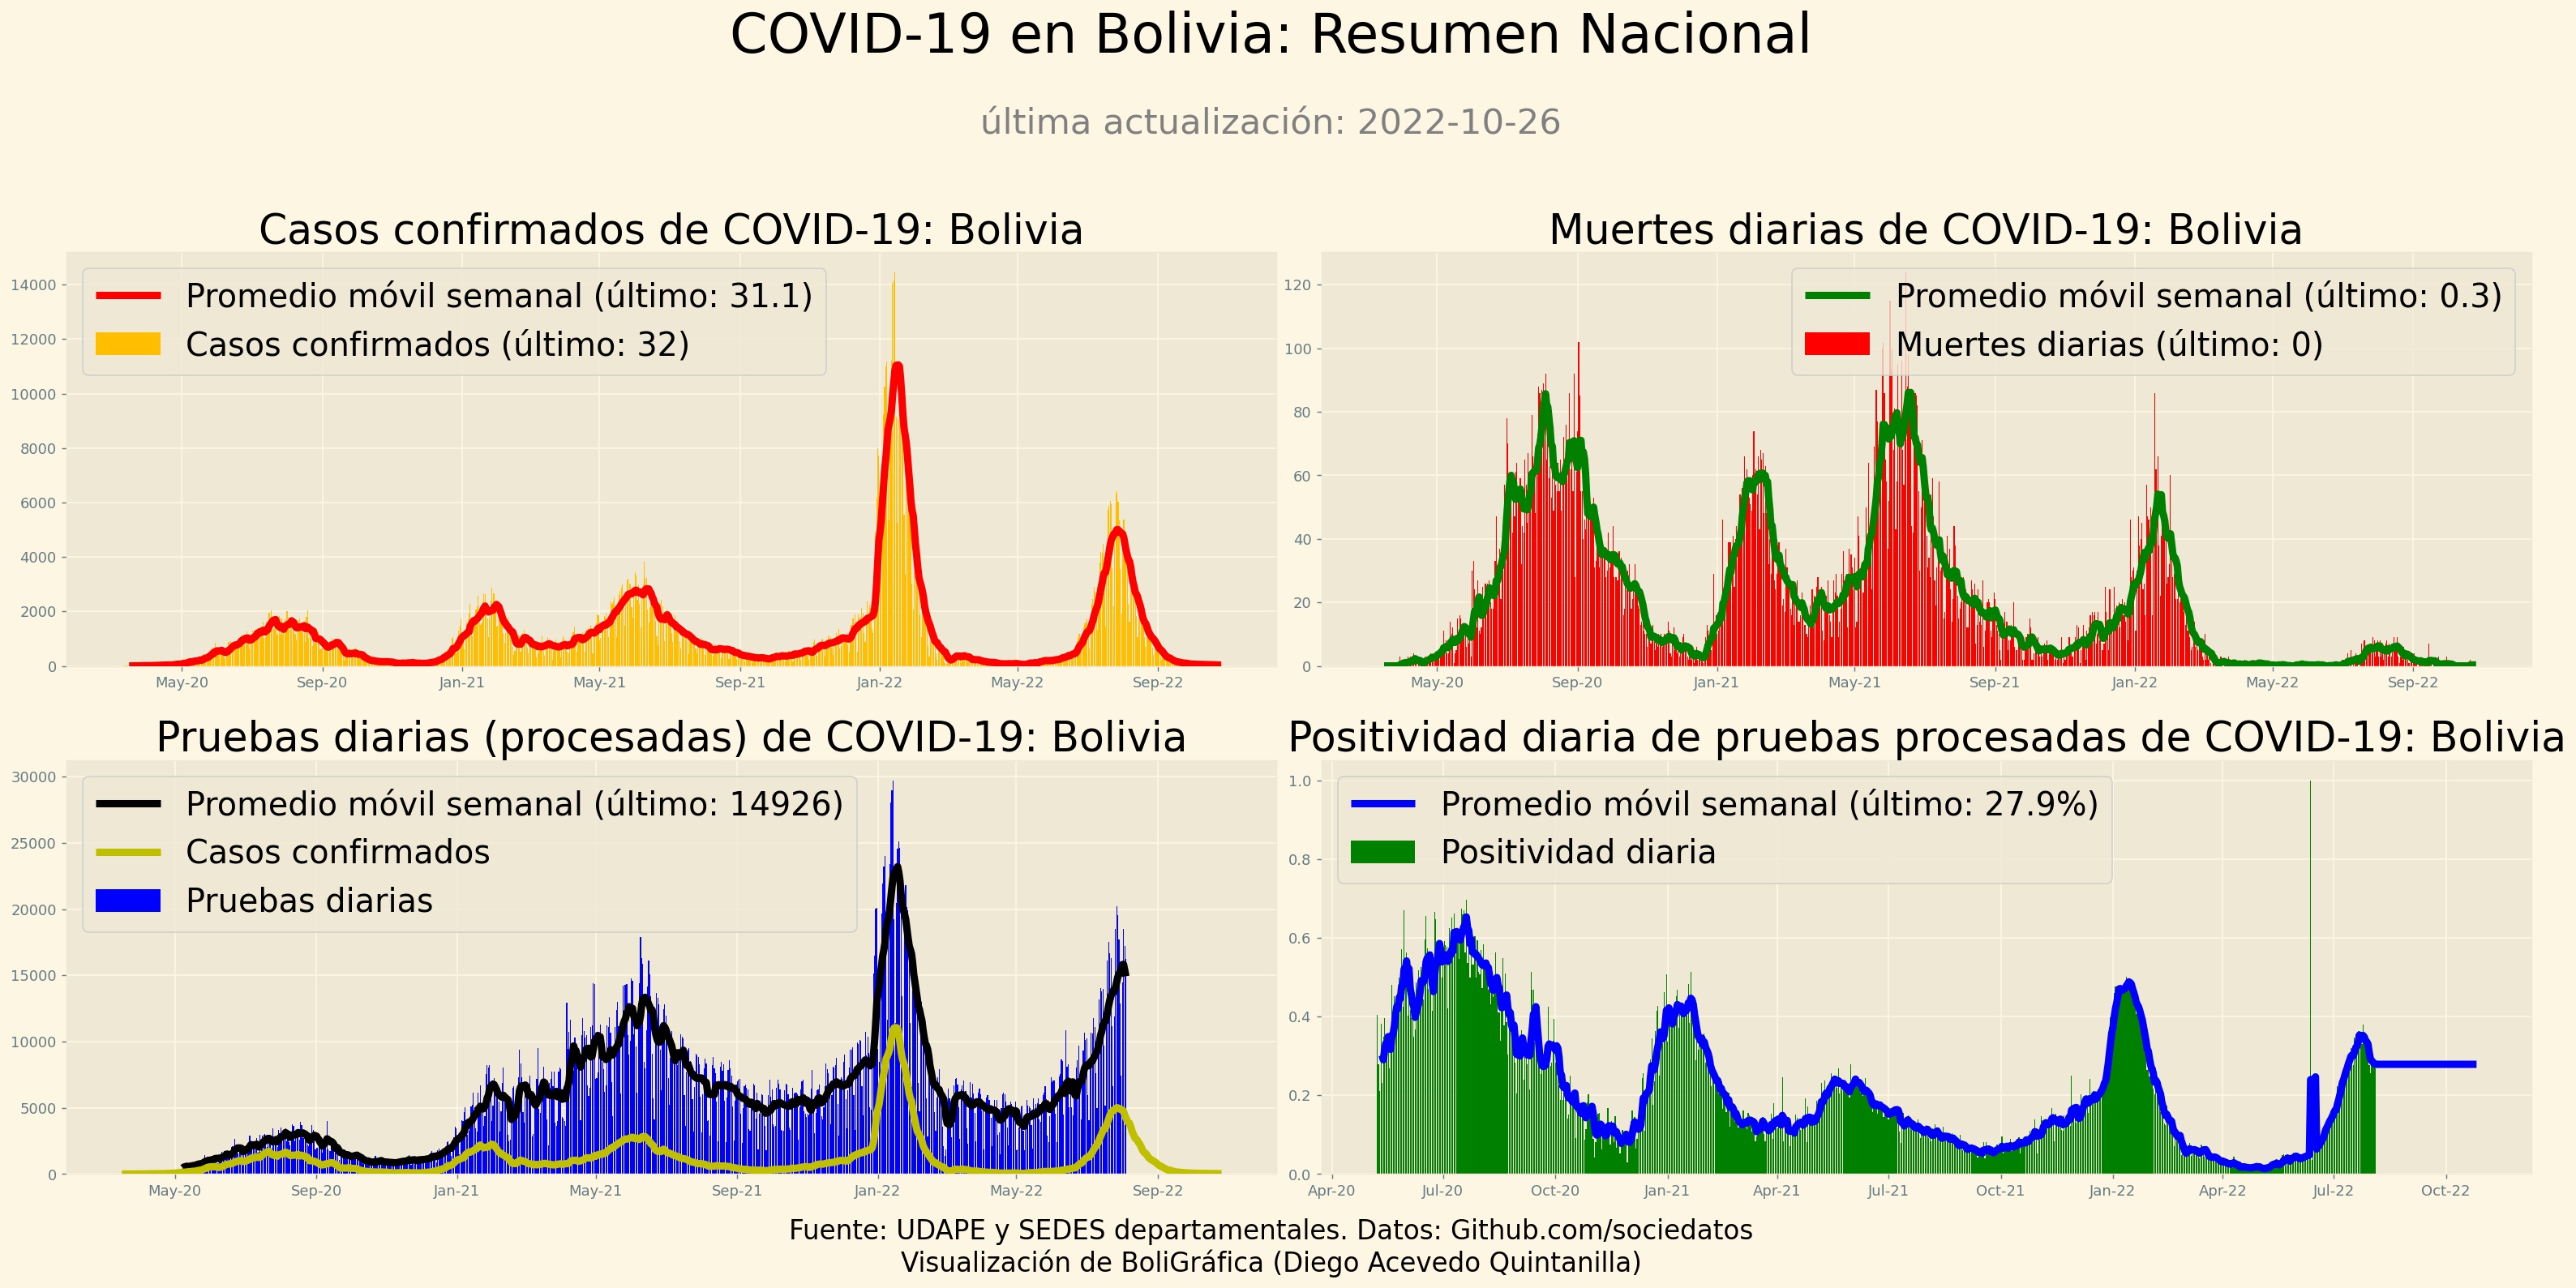 COVID-19 en Bolivia: Resumen Nacional
última actualización: 2022-10-26
Casos confirmados de COVID-19: Bolivia
Promedio móvil semanal (último: 31.1)
Casos confirmados (último: 32)
14000
12000
10000
8000
6000
4000
2000
0
May-20 Sep-20 Jan-21 May-21 Sep-21 Jan-22 May-22 Sep-22
Muertes diarias de COVID-19: Bolivia
Promedio móvil semanal (último: 0.3)
Muertes diarias (último: 0)
120
100
80
60
40
20
0
May-20 Sep-20 Jan-21 May-21 Sep-21 Jan-22 May-22 Sep-22
Pruebas diarias (procesadas) de COVID-19: Bolivia
Promedio móvil semanal (último: 14926)
Casos confirmados
Pruebas diarias
30000
25000
20000
15000
10000
5000
0
May-20 Sep-20 Jan-21 May-21 Sep-21 Jan-22 May-22 Sep-22
Positividad diaria de pruebas procesadas de COVID-19: Bolivia
Promedio móvil semanal (último: 27.9%)
Positividad diaria
1.0
0.8
0.6
0.4
0.2
0.0
Apr-20 Jul-20 Oct-20 Jan-21 Apr-21 Jul-21 Oct-21 Jan-22 Apr-22 Jul-22 Oct-22
Fuente: UDAPE y SEDES departamentales. Datos: Github.com/sociedatos
Visualización de BoliGráfica (Diego Acevedo Quintanilla)